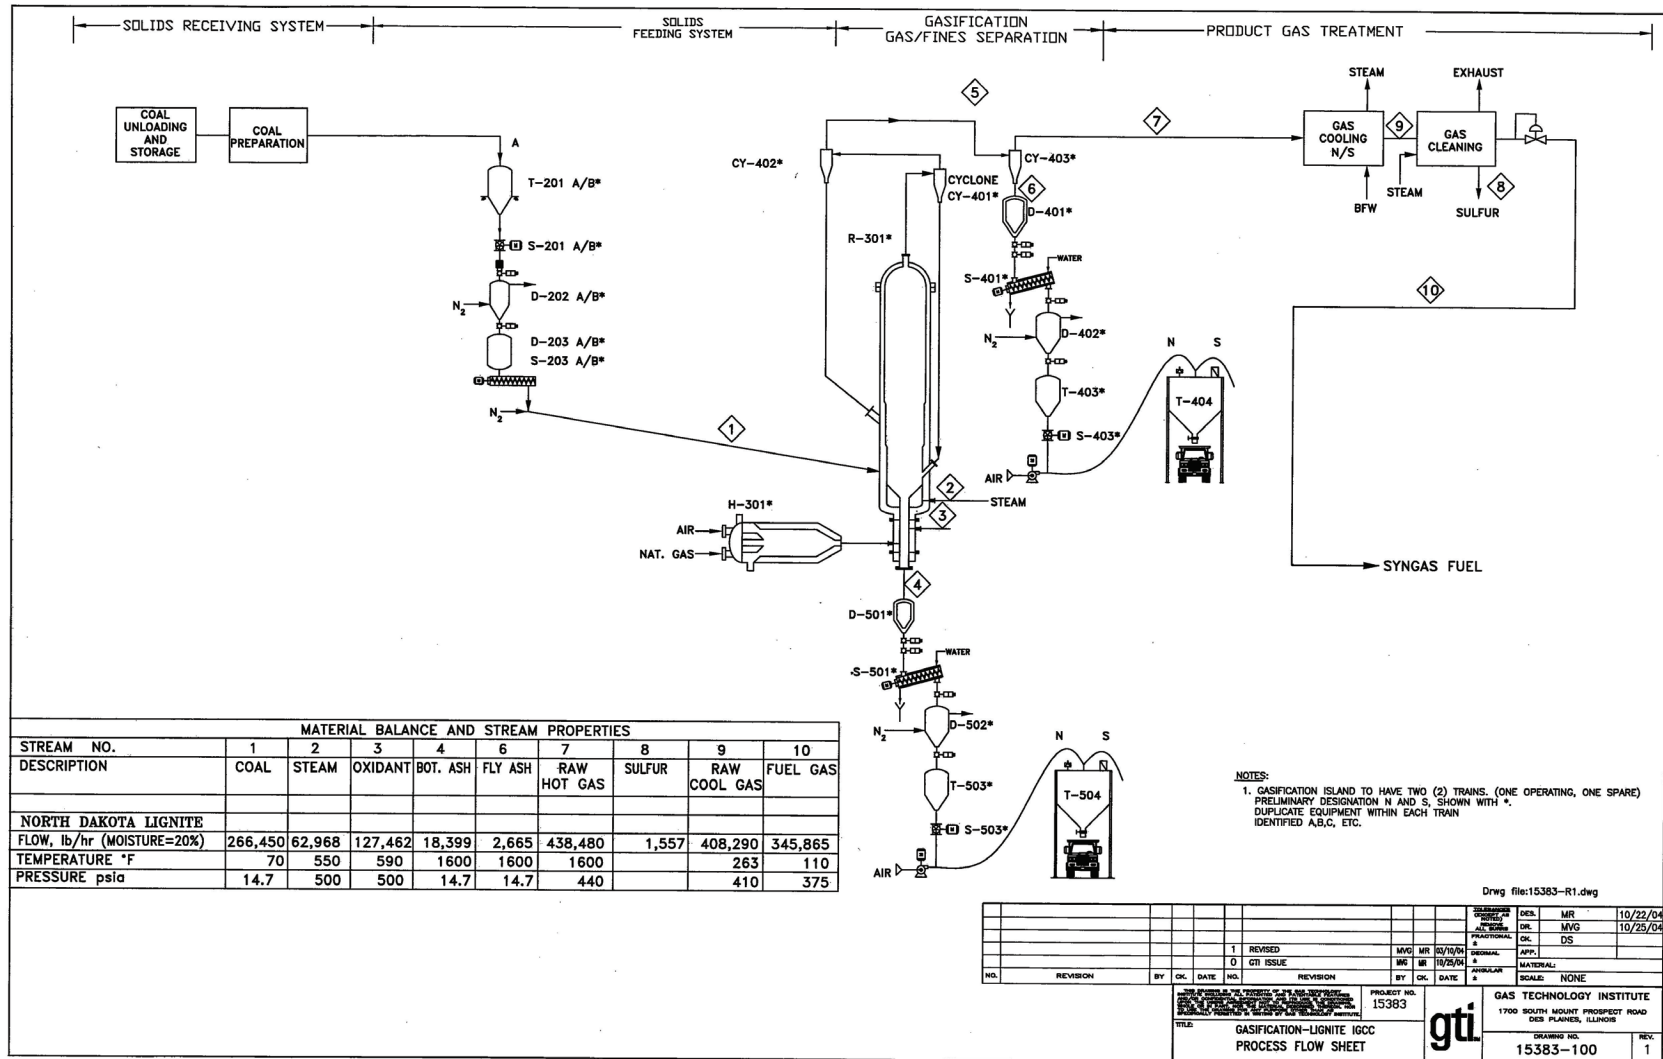 SOLIDS RECEIVING SYSTEM
SOLIDS
FEEDING SYSTEM
GASIFICATION
GAS/FINES SEPARATION
PRODUCT GAS TREATMENT
COAL
UNLOADING
AND
STORAGE
COAL
PREPARATION
A
T-201 A/B*
S-201 A/B*
D-202 A/B*
N2
D-203 A/B*
S-203 A/B*
N2
1
CY-402*
5
CYCLONE
CY-401*
R-301*
CY-403*
6
D-401*
S-401*
WATER
D-402*
N2
T-403*
S-403*
AIR
N S
T-404
7
STEAM
EXHAUST
GAS
COOLING
N/S
9
GAS
CLEANING
STEAM
BFW
8
SULFUR
10
SYNGAS FUEL
2
STEAM
3
H-301*
AIR
NAT. GAS
4
D-501*
S-501*
WATER
D-502*
N2
T-503*
S-503*
AIR
N S
T-504
MATERIAL BALANCE AND STREAM PROPERTIES
STREAM NO. 1 2 3 4 6 7 8 9 10
DESCRIPTION COAL STEAM OXIDANT BOT. ASH FLY ASH RAW HOT GAS SULFUR RAW COOL GAS FUEL GAS
NORTH DAKOTA LIGNITE
FLOW, lb/hr (MOISTURE=20%) 266,450 62,968 127,462 18,399 2,665 438,480 1,557 408,290 345,865
TEMPERATURE °F 70 550 590 1600 1600 1600 263 110
PRESSURE psia 14.7 500 500 14.7 14.7 440 410 375
NOTES:
1. GASIFICATION ISLAND TO HAVE TWO (2) TRAINS. (ONE OPERATING, ONE SPARE)
PRELIMINARY DESIGNATION N AND S, SHOWN WITH *.
DUPLICATE EQUIPMENT WITHIN EACH TRAIN
IDENTIFIED A,B,C, ETC.
Drwg file:15383-R1.dwg
1 REVISED MVG MR 03/10/04
0 GTI ISSUE MVG MR 10/25/04
NO. REVISION BY CK. DATE NO. REVISION BY CK. DATE
FRACTIONAL ±
DECIMAL ±
ANGULAR ±
DES. MR 10/22/04
DR. MVG 10/25/04
CK. DS
APP.
MATERIAL:
SCALE: NONE
PROJECT NO.
15383
TITLE:
GASIFICATION-LIGNITE IGCC
PROCESS FLOW SHEET
gti
GAS TECHNOLOGY INSTITUTE
1700 SOUTH MOUNT PROSPECT ROAD
DES PLAINES, ILLINOIS
DRAWING NO.
15383-100
REV.
1